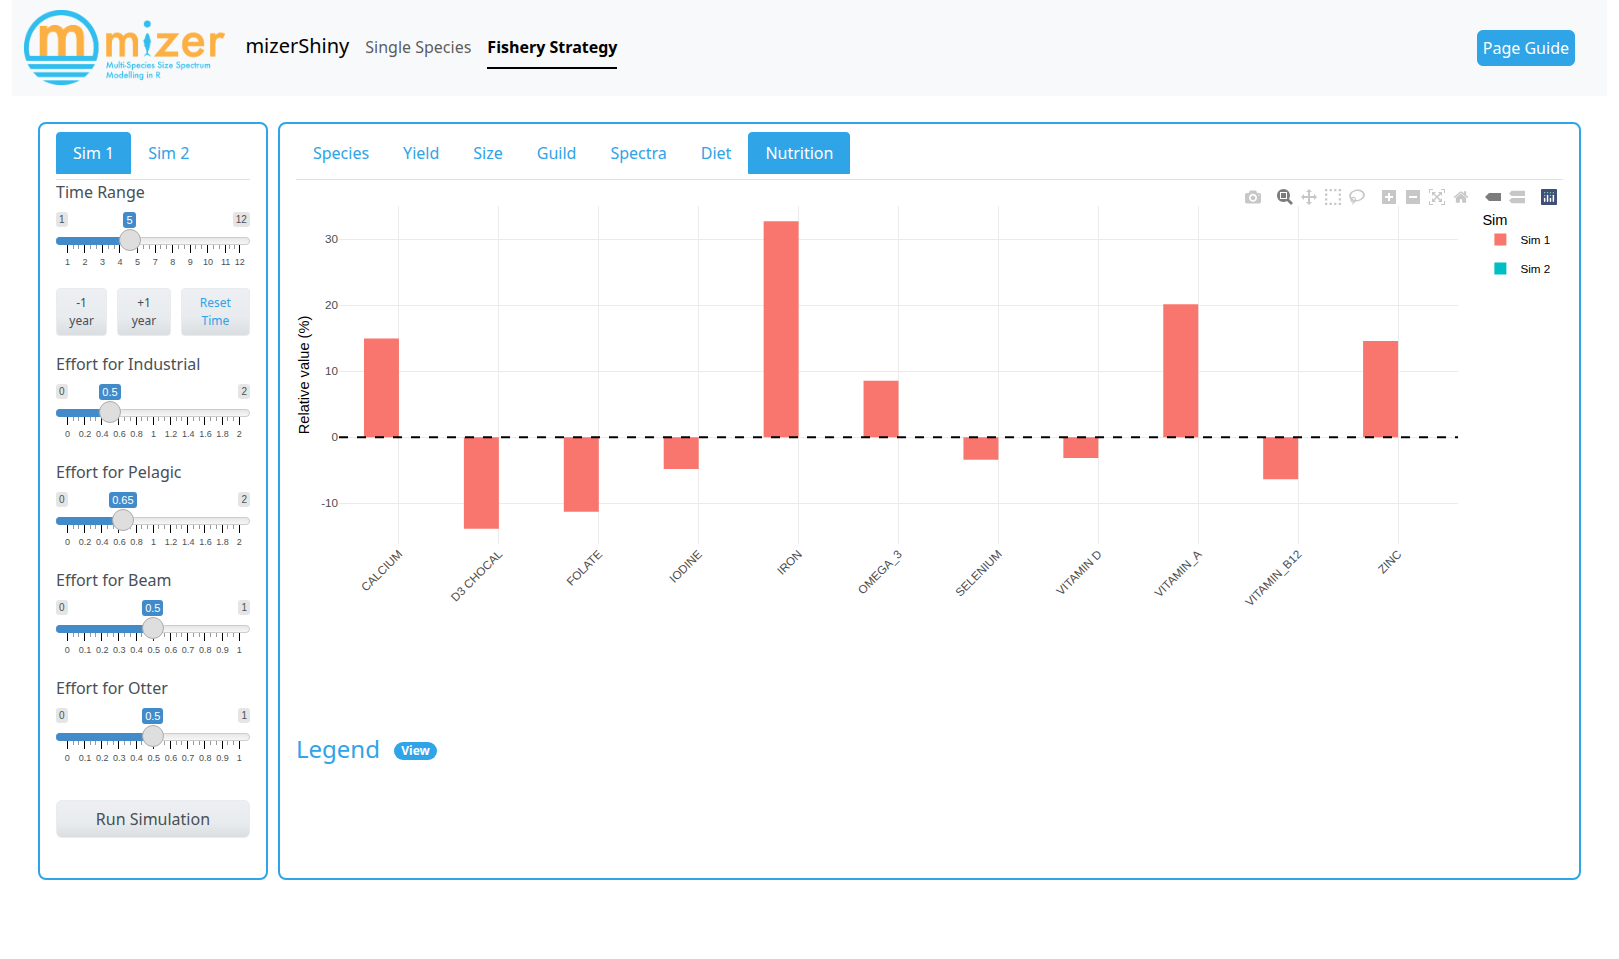 m mizer
Multi-Species Size Spectrum
Modelling in R
mizerShiny Single Species Fishery Strategy Page Guide
Sim 1 Sim 2
Time Range
1 5 12
1 2 3 4 5 7 8 9 10 11 12
-1 year +1 year Reset Time
Effort for Industrial
0 0.5 2
0 0.2 0.4 0.6 0.8 1 1.2 1.4 1.6 1.8 2
Effort for Pelagic
0 0.65 2
0 0.2 0.4 0.6 0.8 1 1.2 1.4 1.6 1.8 2
Effort for Beam
0 0.5 1
0 0.1 0.2 0.3 0.4 0.5 0.6 0.7 0.8 0.9 1
Effort for Otter
0 0.5 1
0 0.1 0.2 0.3 0.4 0.5 0.6 0.7 0.8 0.9 1
Run Simulation
Species Yield Size Guild Spectra Diet Nutrition
Sim
Sim 1
Sim 2
Relative value (%)
30
20
10
0
-10
CALCIUM D3 CHOCAL FOLATE IODINE IRON OMEGA_3 SELENIUM VITAMIN D VITAMIN_A VITAMIN_B12 ZINC
Legend View